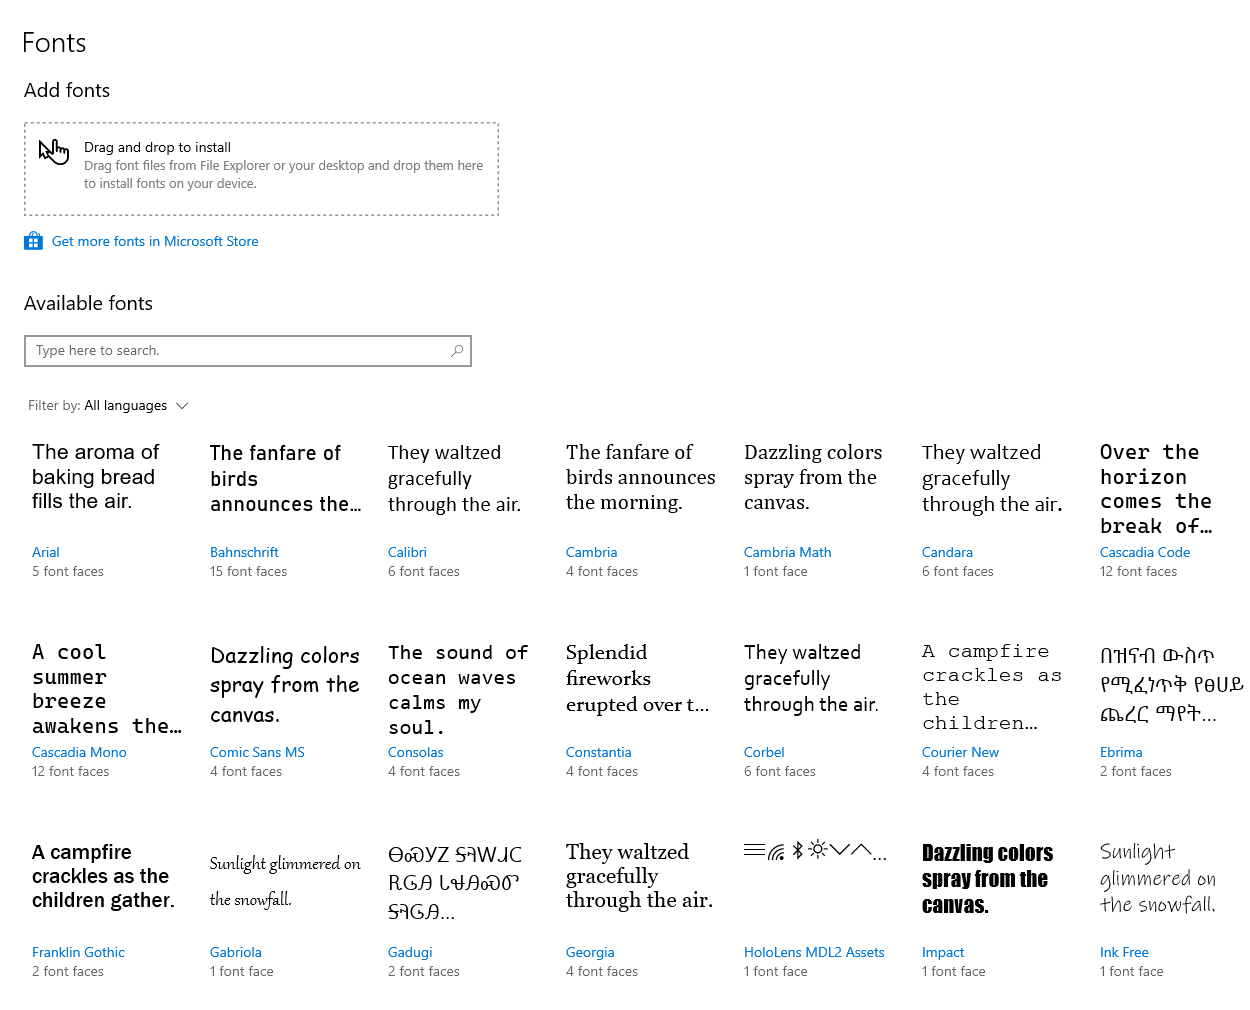 Fonts
Add fonts
Drag and drop to install
Drag font files from File Explorer or your desktop and drop them here
to install fonts on your device.
Get more fonts in Microsoft Store
Available fonts
Type here to search.
Filter by: All languages
The aroma of
baking bread
fills the air.
Arial
5 font faces
The fanfare of
birds
announces the...
Bahnschrift
15 font faces
They waltzed
gracefully
through the air.
Calibri
6 font faces
The fanfare of
birds announces
the morning.
Cambria
4 font faces
Dazzling colors
spray from the
canvas.
Cambria Math
1 font face
They waltzed
gracefully
through the air.
Candara
6 font faces
Over the
horizon
comes the
break of…
Cascadia Code
12 font faces
A cool
summer
breeze
awakens the…
Cascadia Mono
12 font faces
Dazzling colors
spray from the
canvas.
Comic Sans MS
4 font faces
The sound of
ocean waves
calms my
soul.
Consolas
4 font faces
Splendid
fireworks
erupted over t...
Constantia
4 font faces
They waltzed
gracefully
through the air.
Corbel
6 font faces
A campfire
crackles as
the
children…
Courier New
4 font faces
በዝናብ ውስጥ
የሚፈነጥቅ የፀሀይ
ጨረር ማየት...
Ebrima
2 font faces
A campfire
crackles as the
children gather.
Franklin Gothic
2 font faces
Sunlight glimmered on
the snowfall.
Gabriola
1 font face
Gadugi
2 font faces
They waltzed
gracefully
through the air.
Georgia
4 font faces
HoloLens MDL2 Assets
1 font face
Dazzling colors
spray from the
canvas.
Impact
1 font face
Sunlight
glimmered on
the snowfall.
Ink Free
1 font face